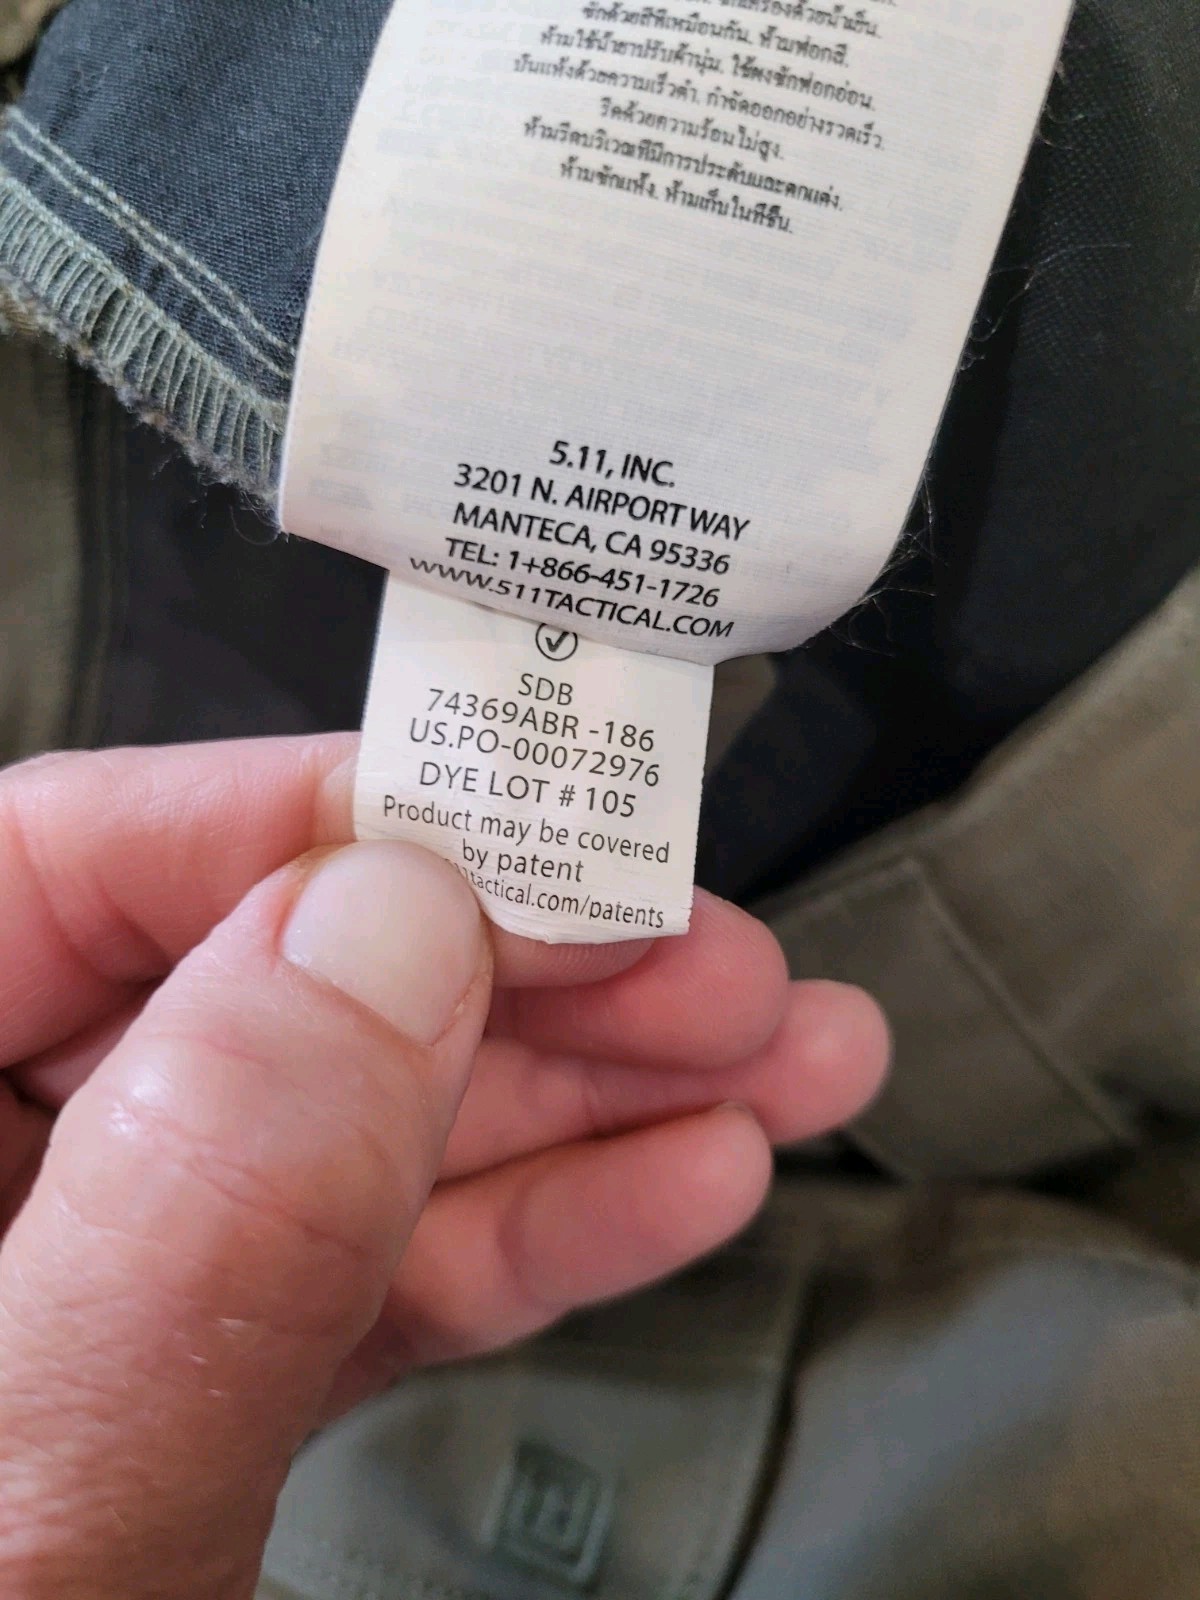 ซักด้วยสีที่เหมือนกัน. ห้ามฟอกสี.
ห้ามใช้น้ำยาปรับผ้านุ่ม. ใช้ผงซักฟอกอ่อน.
ปั่นแห้งด้วยความเร็วต่ำ. กำจัดออกอย่างรวดเร็ว.
รีดด้วยความร้อนไม่สูง.
ห้ามรีดบริเวณที่มีการประดับและตกแต่ง.
ห้ามซักแห้ง. ห้ามเก็บในที่ชื้น.
5.11, INC.
3201 N. AIRPORT WAY
MANTECA, CA 95336
TEL: 1+866-451-1726
WWW.511TACTICAL.COM
SDB
74369ABR -186
US.PO-00072976
DYE LOT # 105
Product may be covered
by patent
11tactical.com/patents